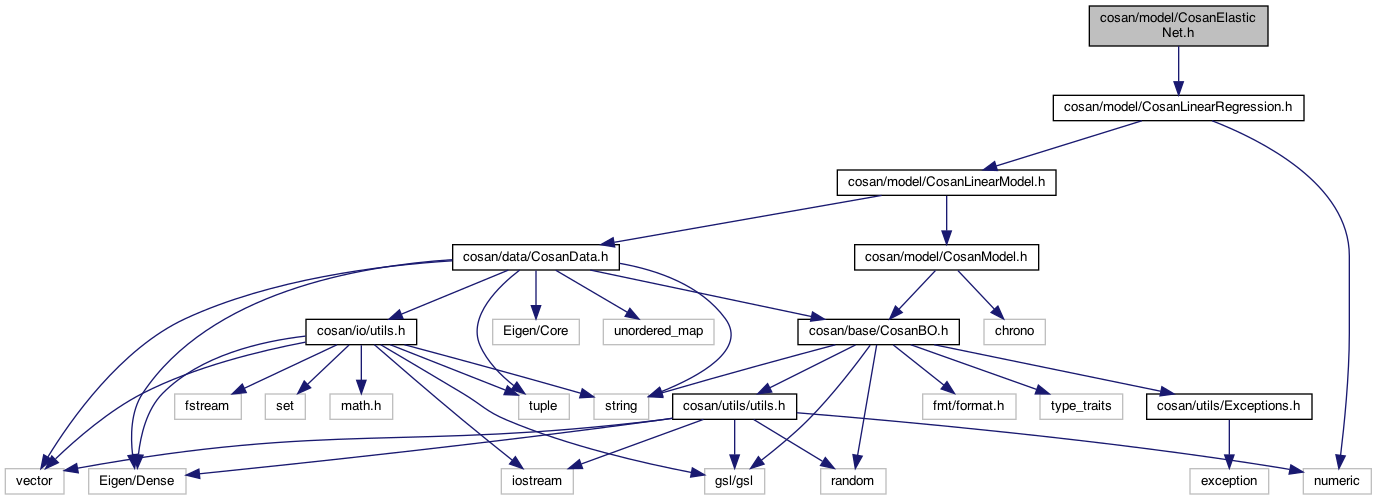 cosan/model/CosanElastic
Net.h
cosan/model/CosanLinearRegression.h
cosan/model/CosanLinearModel.h
cosan/data/CosanData.h
cosan/model/CosanModel.h
cosan/io/utils.h
Eigen/Core
unordered_map
cosan/base/CosanBO.h
chrono
fstream
set
math.h
tuple
string
cosan/utils/utils.h
fmt/format.h
type_traits
cosan/utils/Exceptions.h
vector
Eigen/Dense
iostream
gsl/gsl
random
exception
numeric